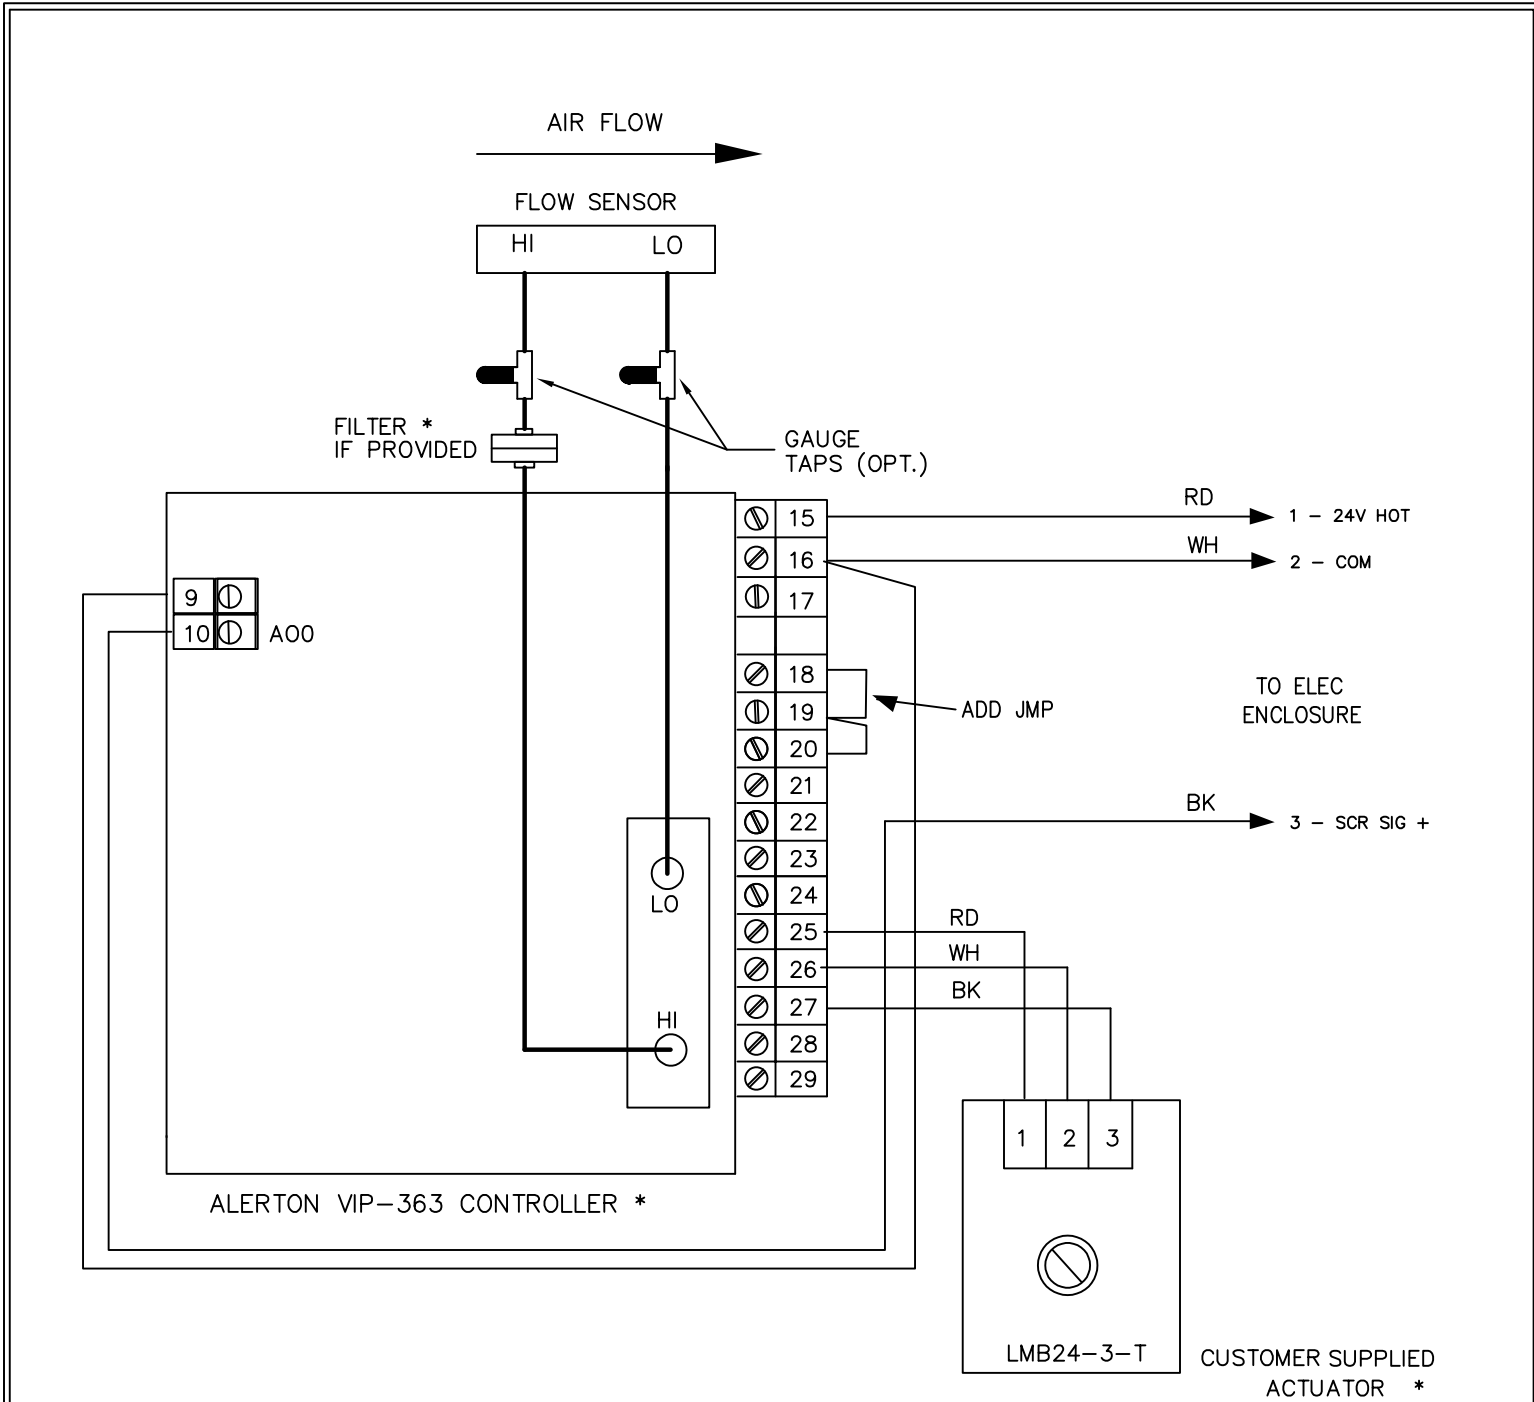 AIR FLOW
FLOW SENSOR
HI LO
FILTER *
IF PROVIDED
GAUGE
TAPS (OPT.)
15
RD
1 - 24V HOT
16
WH
2 - COM
9
17
10 AO0
18
19
ADD JMP
TO ELEC
ENCLOSURE
20
21
22
BK
3 - SCR SIG +
23
LO
24
25
RD
26
WH
27
BK
HI
28
29
1 2 3
ALERTON VIP-363 CONTROLLER *
LMB24-3-T
CUSTOMER SUPPLIED
ACTUATOR *